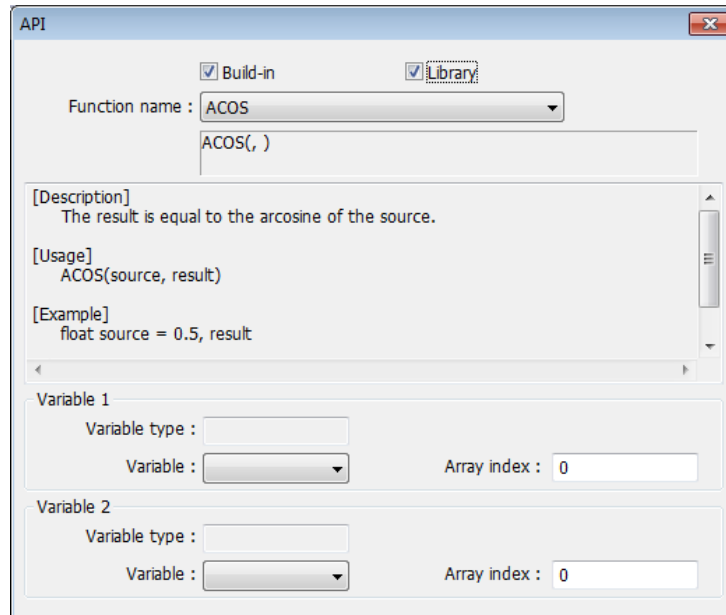 API
Build-in Library
Function name : ACOS
ACOS(, )
[Description]
The result is equal to the arcosine of the source.
[Usage]
ACOS(source, result)
[Example]
float source = 0.5, result
Variable 1
Variable type :
Variable : Array index : 0
Variable 2
Variable type :
Variable : Array index : 0